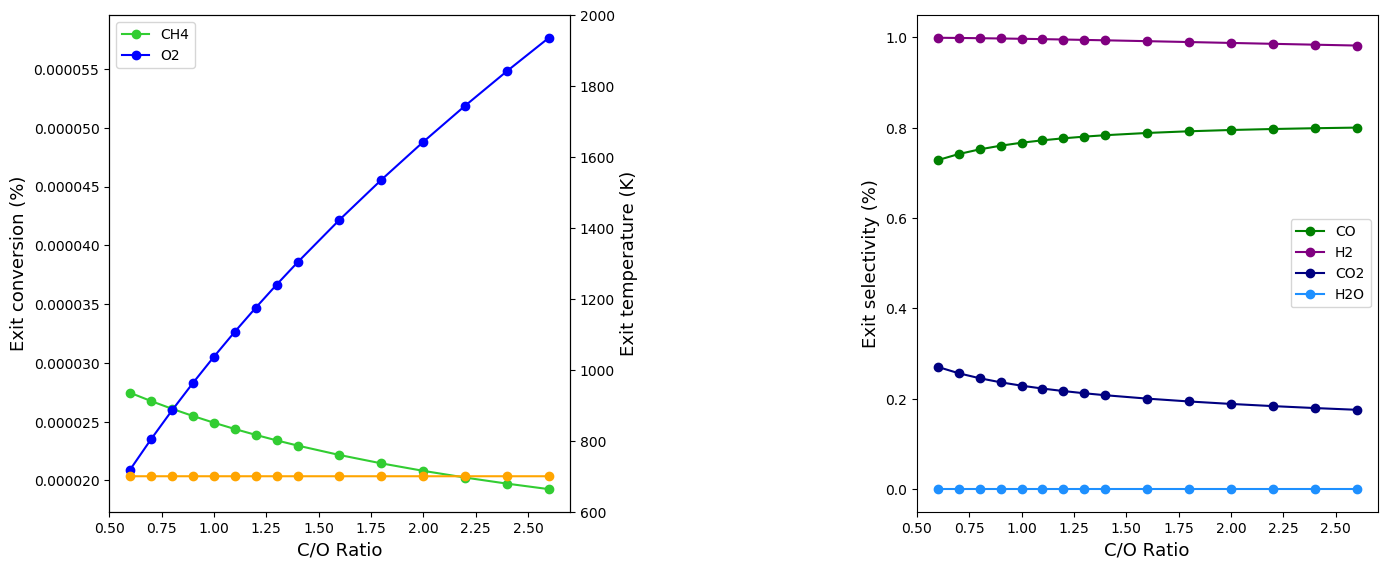 CH4
O2
0.000055
0.000050
0.000045
0.000040
0.000035
0.000030
0.000025
0.000020
Exit conversion (%)
0.50 0.75 1.00 1.25 1.50 1.75 2.00 2.25 2.50
C/O Ratio
2000
1800
1600
1400
1200
1000
800
600
Exit temperature (K)
1.0
0.8
0.6
0.4
0.2
0.0
Exit selectivity (%)
CO
H2
CO2
H2O
0.50 0.75 1.00 1.25 1.50 1.75 2.00 2.25 2.50
C/O Ratio